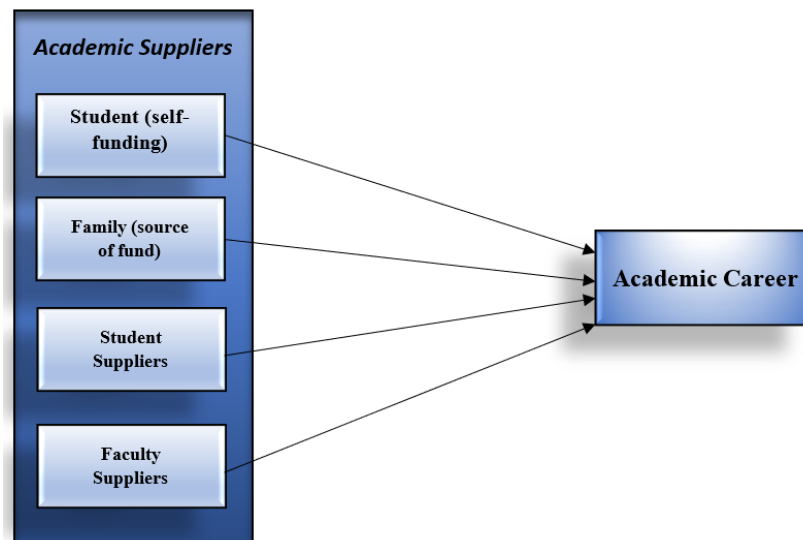 Academic Suppliers
Student (self-
funding)
Family (source
of fund)
Student
Suppliers
Faculty
Suppliers
Academic Career